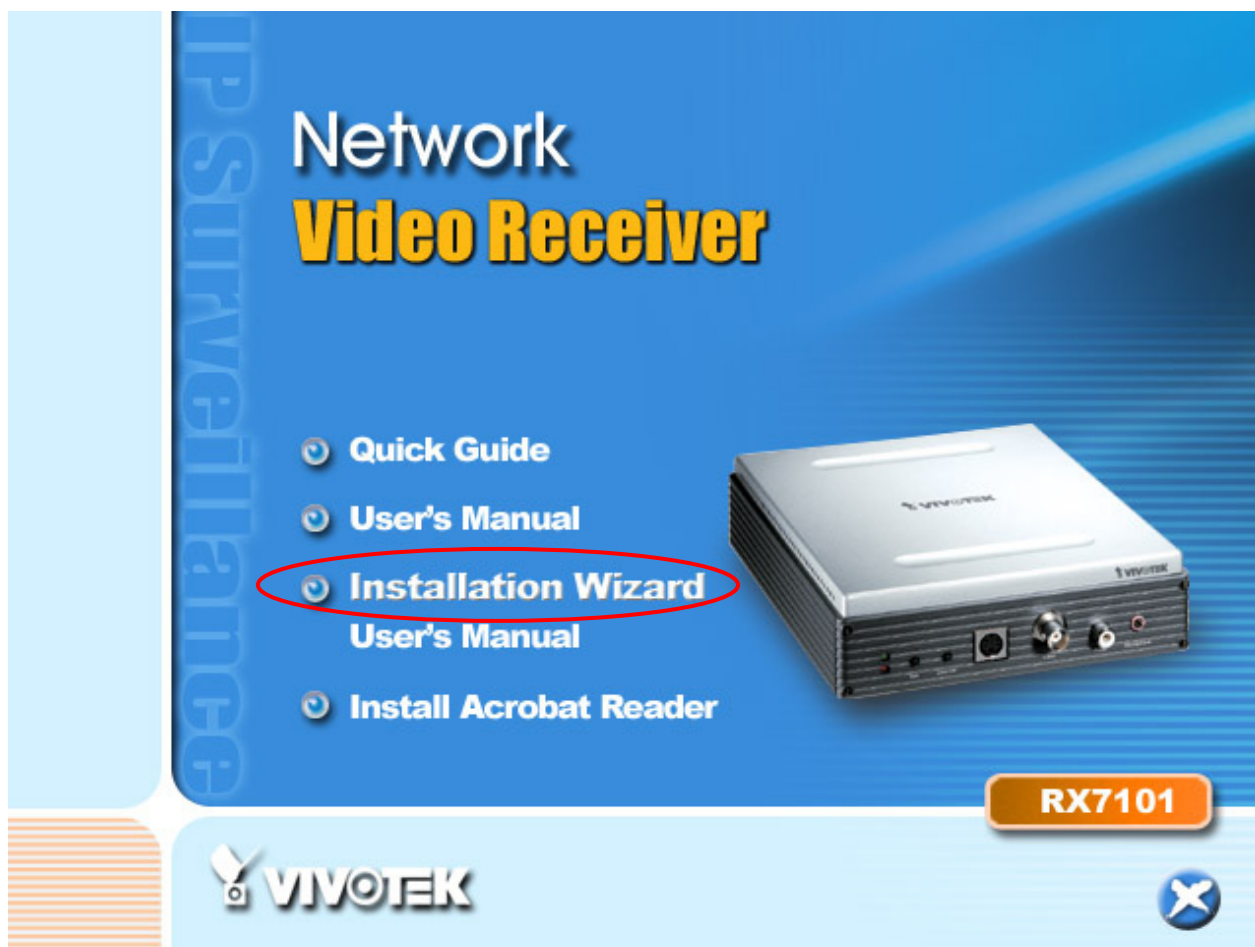 IP Surveillance
Network
Video Receiver
Quick Guide
User's Manual
Installation Wizard
User's Manual
Install Acrobat Reader
VIVOTEK
VIVOTEK
RX7101
VIVOTEK